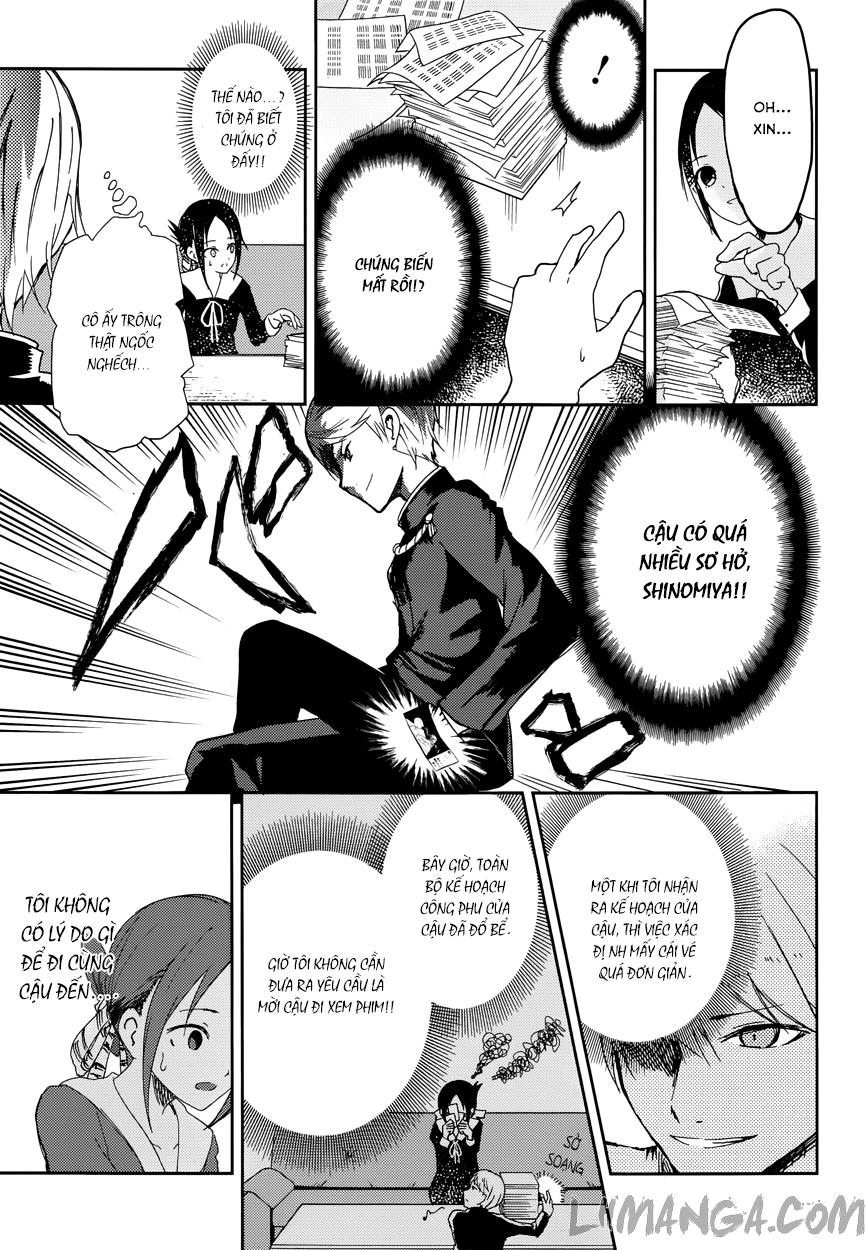 OH...
XIN...
!
CHÚNG BIẾN
MẤT RỒI!?
THẾ NÀO...?
TÔI ĐÃ BIẾT
CHÚNG Ở
ĐẤY!!
CÔ ẤY TRÔNG
THẬT NGỐC
NGHẾCH...
CẬU CÓ QUÁ
NHIỀU SƠ HỞ,
SHINOMIYA!!
MỘT KHI TÔI NHẬN
RA KẾ HOẠCH CỦA
CẬU, THÌ VIỆC XÁC
ĐỊNH MẤY CÁI VÉ
QUÁ ĐƠN GIẢN.
BÂY GIỜ, TOÀN
BỘ KẾ HOẠCH
CÔNG PHU CỦA
CẬU ĐÃ ĐỔ BỂ.
GIỜ TÔI KHÔNG CẦN
ĐƯA RA YÊU CẦU LÀ
MỜI CẬU ĐI XEM PHIM!!
SỜ
SOẠNG
TÔI KHÔNG
CÓ LÝ DO GÌ
ĐỂ ĐI CÙNG
CẬU ĐẾN.....
LIMANGA.COM